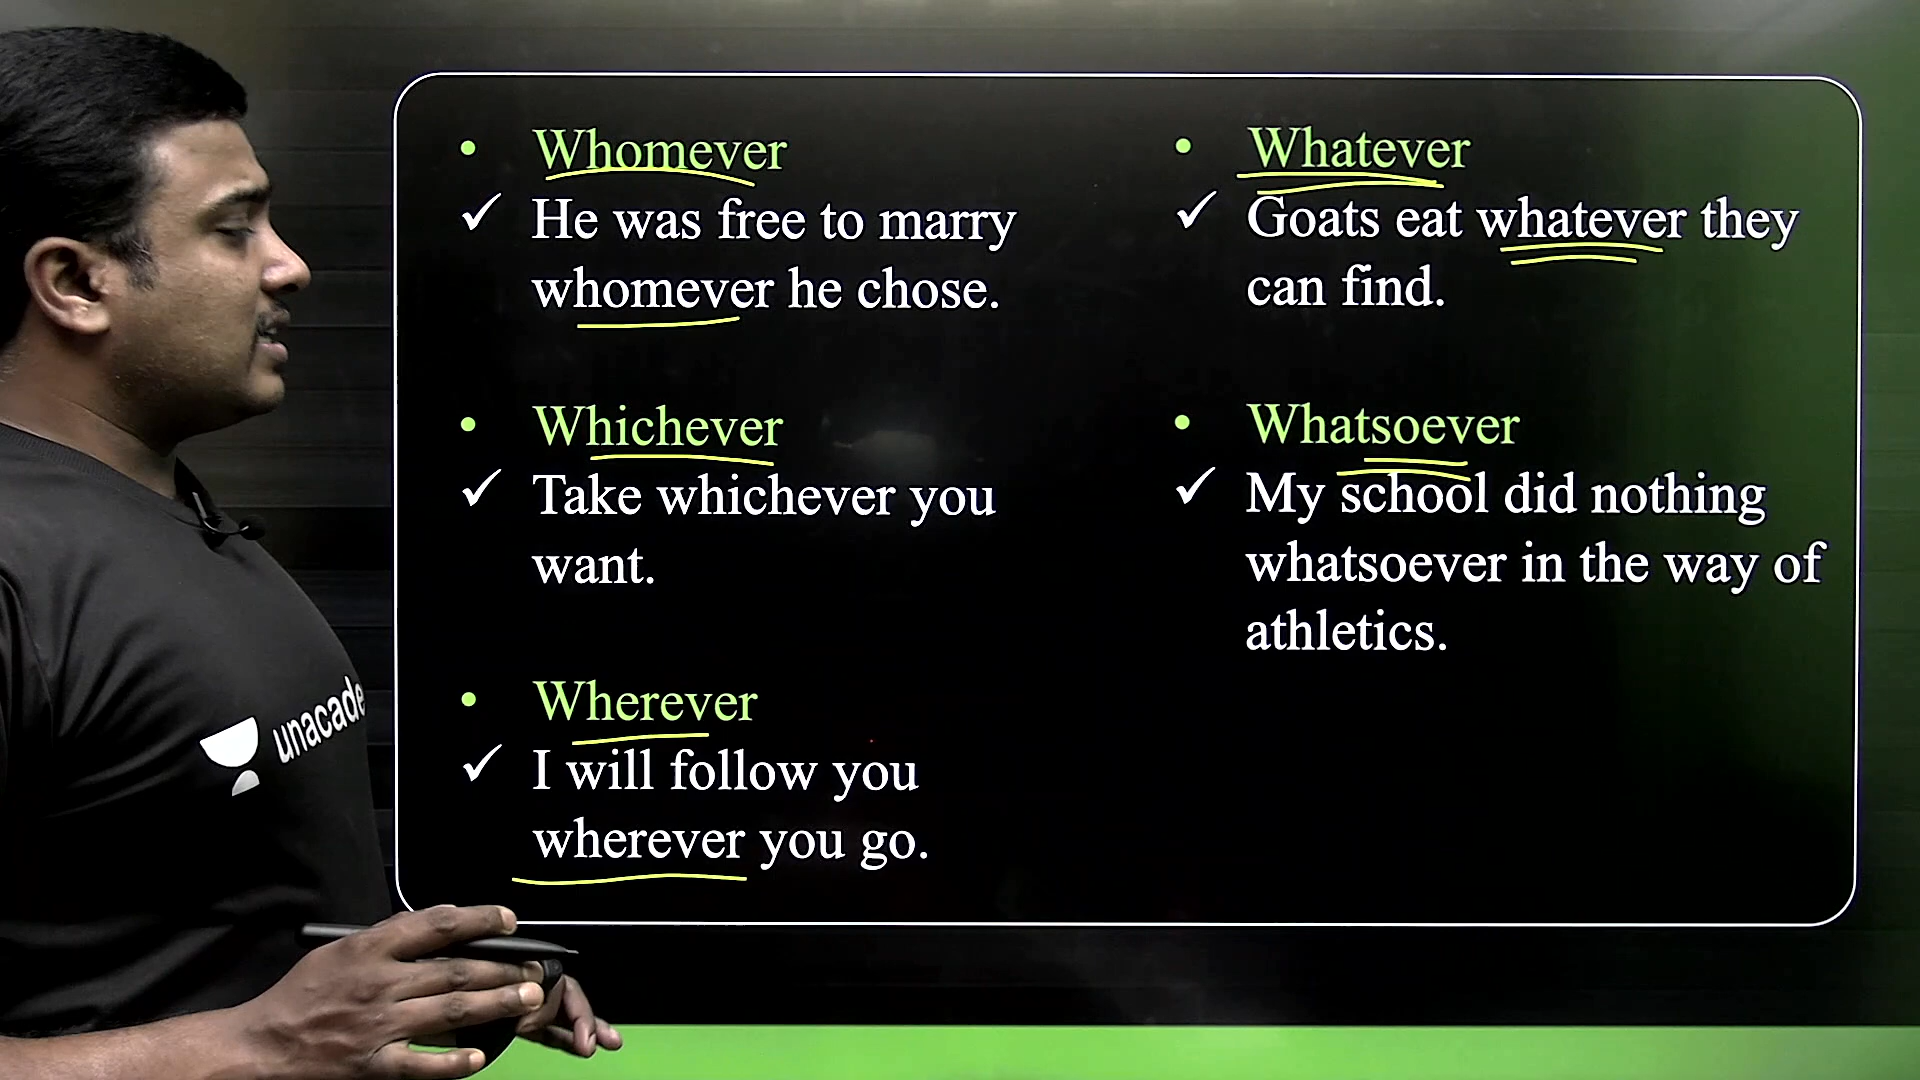 • Whomever
✓ He was free to marry
whomever he chose.
• Whichever
✓ Take whichever you
want.
• Wherever
✓ I will follow you
wherever you go.
• Whatever
✓ Goats eat whatever they
can find.
• Whatsoever
✓ My school did nothing
whatsoever in the way of
athletics.
unacade